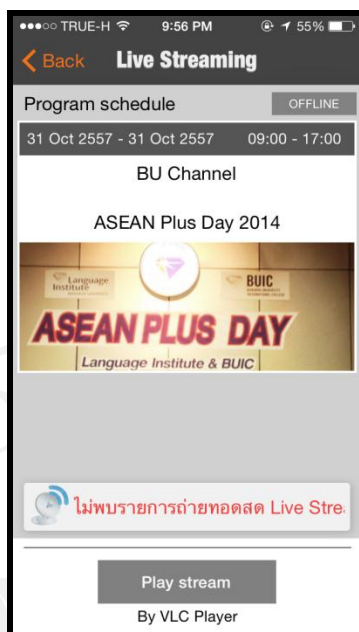 TRUE-H 9:56 PM 55%
Back Live Streaming
Program schedule OFFLINE
31 Oct 2557 - 31 Oct 2557 09:00 - 17:00
BU Channel
ASEAN Plus Day 2014
Language Institute
BUIC
ASEAN PLUS DAY
Language Institute & BUIC
ไม่พบรายการถ่ายทอดสด Live Stre
Play stream
By VLC Player